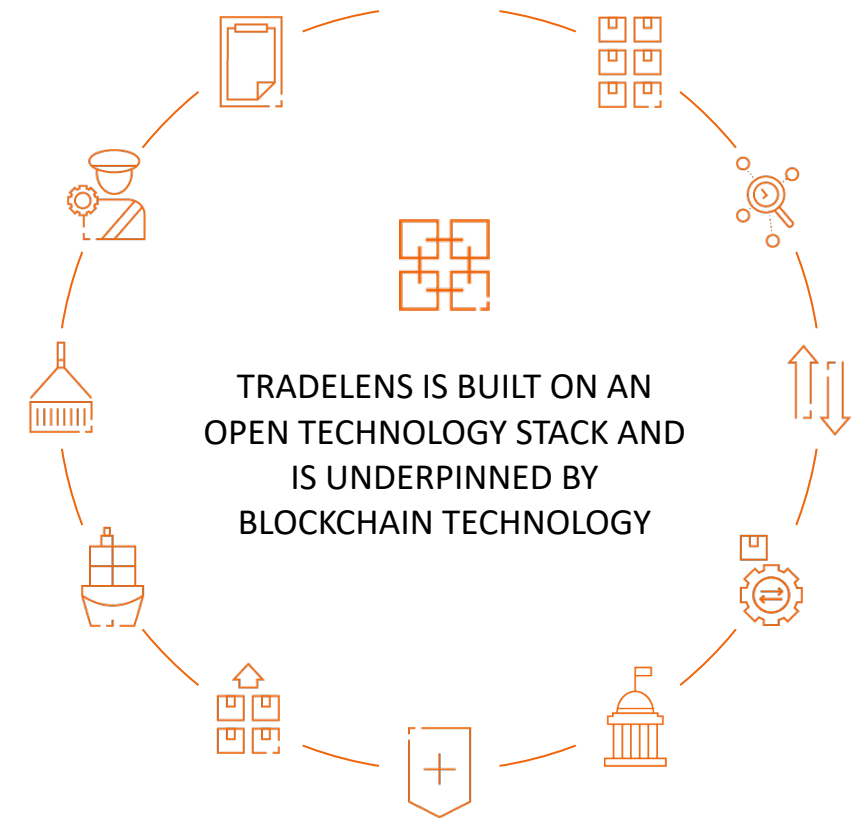 TRADELENS IS BUILT ON AN
OPEN TECHNOLOGY STACK AND
IS UNDERPINNED BY
BLOCKCHAIN TECHNOLOGY